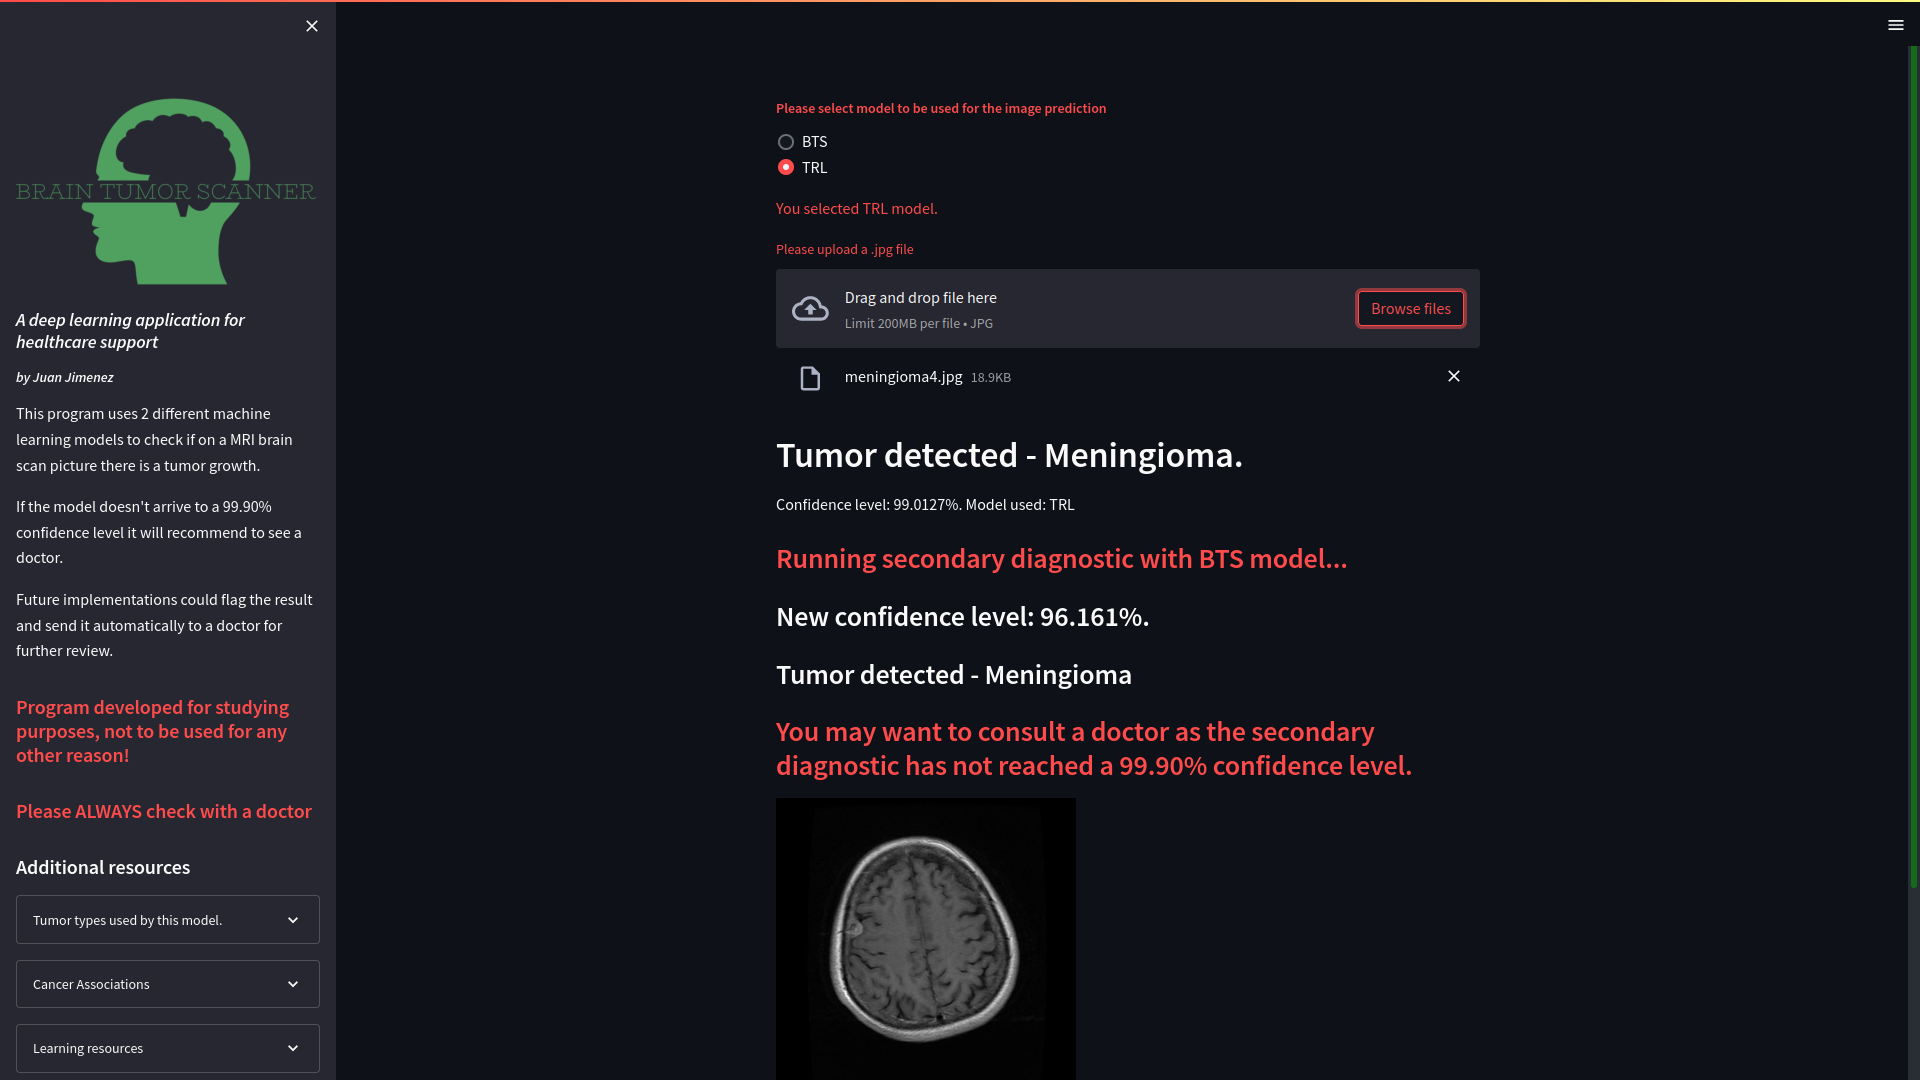 BRAIN TUMOR SCANNER
A deep learning application for
healthcare support
by Juan Jimenez
This program uses 2 different machine
learning models to check if on a MRI brain
scan picture there is a tumor growth.
If the model doesn't arrive to a 99.90%
confidence level it will recommend to see a
doctor.
Future implementations could flag the result
and send it automatically to a doctor for
further review.
Program developed for studying
purposes, not to be used for any
other reason!
Please ALWAYS check with a doctor
Additional resources
Tumor types used by this model.
Cancer Associations
Learning resources
Please select model to be used for the image prediction
BTS
TRL
You selected TRL model.
Please upload a .jpg file
Drag and drop file here
Limit 200MB per file • JPG
Browse files
meningioma4.jpg 18.9KB
Tumor detected - Meningioma.
Confidence level: 99.0127%. Model used: TRL
Running secondary diagnostic with BTS model...
New confidence level: 96.161%.
Tumor detected - Meningioma
You may want to consult a doctor as the secondary
diagnostic has not reached a 99.90% confidence level.